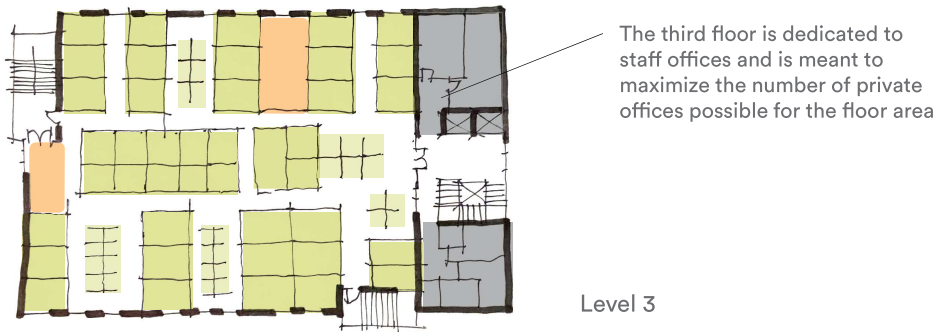 The third floor is dedicated to
staff offices and is meant to
maximize the number of private
offices possible for the floor area
Level 3